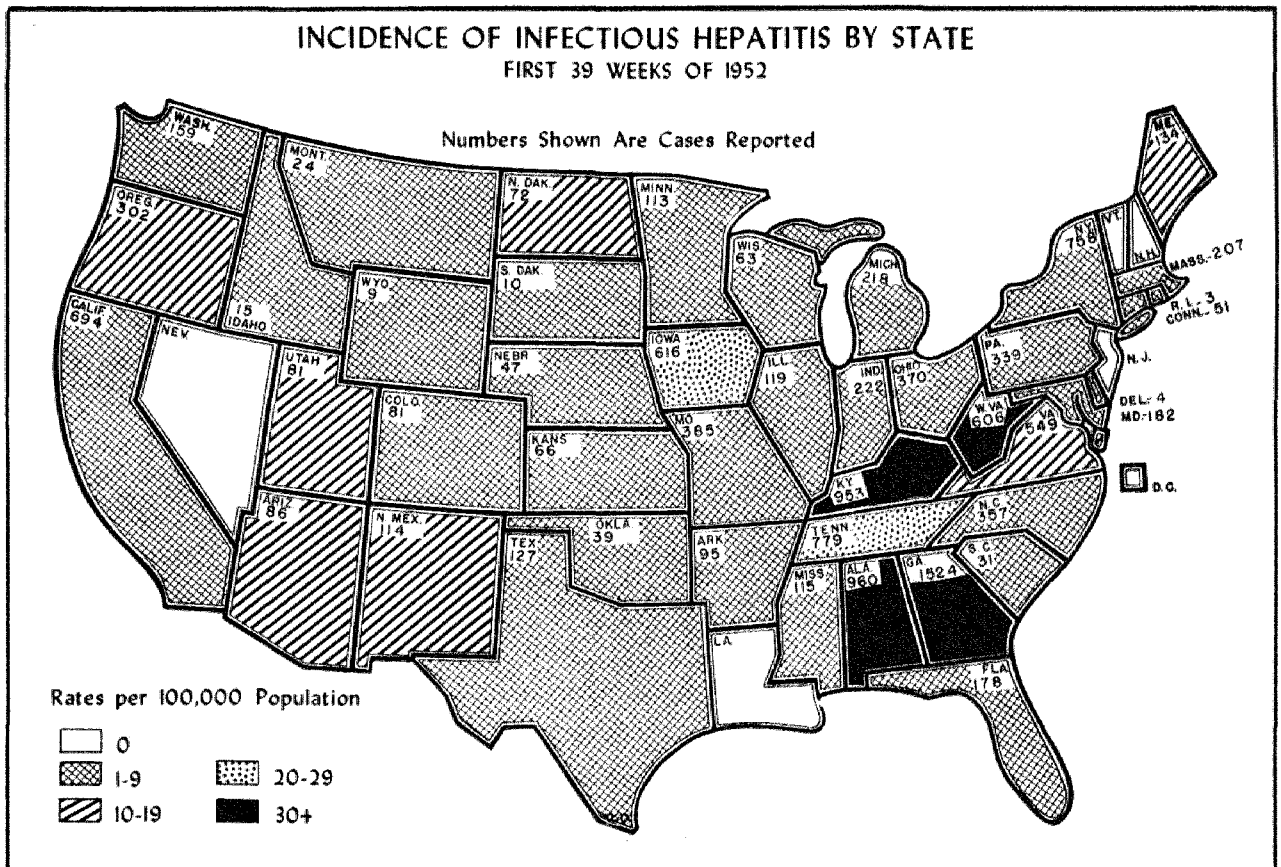 INCIDENCE OF INFECTIOUS HEPATITIS BY STATE
FIRST 39 WEEKS OF 1952
Numbers Shown Are Cases Reported
WASH.
159
OREG.
302
CALIF
694
NEV.
15
IDAHO
MONT.
24
WYO.
9
UTAH
81
COLO.
81
ARIZ
86
N. MEX.
114
N. DAK.
72
S. DAK.
10
NEBR
47
KANS
66
OKLA.
39
TEX.
127
MINN.
113
IOWA
616
MO.
385
ARK.
95
LA.
WIS.
63
ILL.
119
MICH
218
IND.
222
OHIO
370
KY
953
TENN.
779
MISS.
115
ALA.
960
GA.
1524
FLA
178
S.C.
31
N.C.
357
VA
549
W.VA
606
PA.
339
N.Y.
VT.
N.H.
ME.
134
MASS.-207
R.I.-3
CONN.-51
N.J.
DEL.-4
MD.-182
D.C.
Rates per 100,000 Population
0
1-9
10-19
20-29
30+